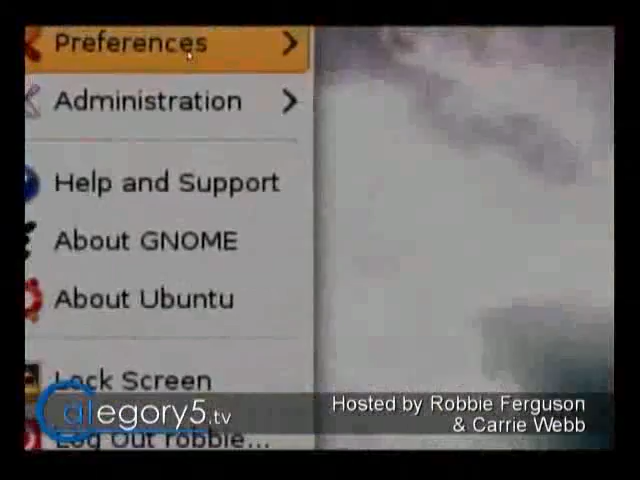 Preferences
Administration
Help and Support
About GNOME
About Ubuntu
Lock Screen
Category5.tv
Hosted by Robbie Ferguson
& Carrie Webb
Log Out robbie...